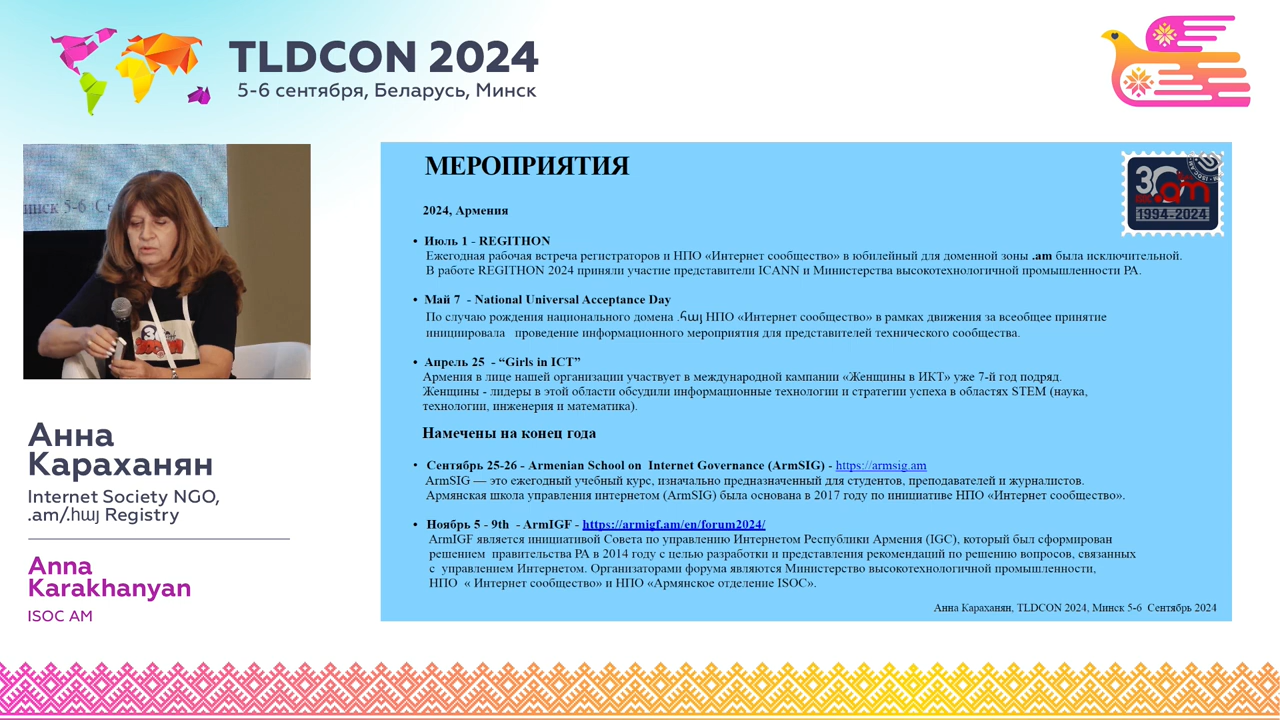 TLDCON 2024
5-6 сентября, Беларусь, Минск
инск 5-6 Се
Анна
Караханян
Internet Society NGO,
.am/.հայ Registry
Anna
Karakhanyan
ISOC AM
МЕРОПРИЯТИЯ
30
.am
1994-2024
2024, Армения
• Июль 1 - REGITHON
Ежегодная рабочая встреча регистраторов и НПО «Интернет сообщество» в юбилейный для доменной зоны .am была исключительной.
В работе REGITHON 2024 приняли участие представители ICANN и Министерства высокотехнологичной промышленности РА.
• Май 7 - National Universal Acceptance Day
По случаю рождения национального домена .հայ НПО «Интернет сообщество» в рамках движения за всеобщее принятие
инициировала проведение информационного мероприятия для представителей технического сообщества.
• Апрель 25 - “Girls in ICT”
Армения в лице нашей организации участвует в международной кампании «Женщины в ИКТ» уже 7-й год подряд.
Женщины - лидеры в этой области обсудили информационные технологии и стратегии успеха в областях STEM (наука,
технологии, инженерия и математика).
Намечены на конец года
• Сентябрь 25-26 - Armenian School on Internet Governance (ArmSIG) - https://armsig.am
ArmSIG — это ежегодный учебный курс, изначально предназначенный для студентов, преподавателей и журналистов.
Армянская школа управления интернетом (ArmSIG) была основана в 2017 году по инициативе НПО «Интернет сообщество».
• Ноябрь 5 - 9th - ArmIGF - https://armigf.am/en/forum2024/
ArmIGF является инициативой Совета по управлению Интернетом Республики Армения (IGC), который был сформирован
решением правительства РА в 2014 году с целью разработки и представления рекомендаций по решению вопросов, связанных
с управлением Интернетом. Организаторами форума являются Министерство высокотехнологичной промышленности,
НПО « Интернет сообщество» и НПО «Армянское отделение ISOC».
Анна Караханян, TLDCON 2024, Минск 5-6 Сентябрь 2024